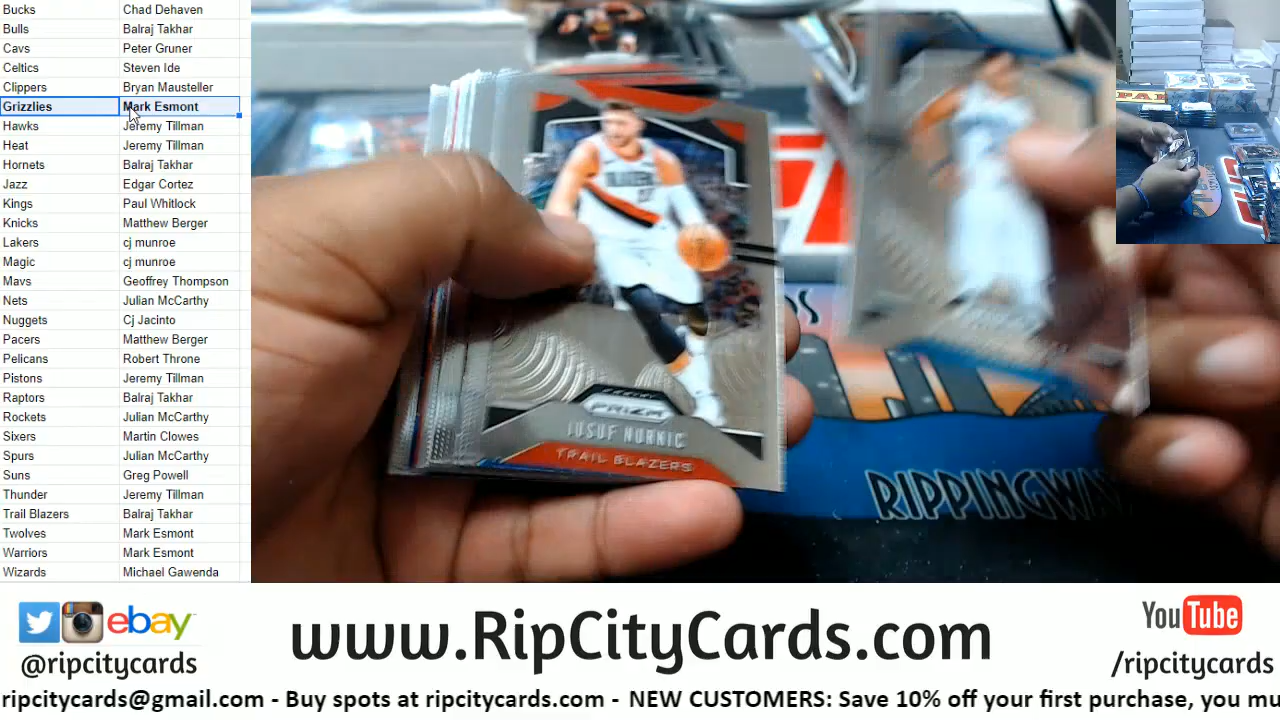 Bucks Chad Dehaven
Bulls Balraj Takhar
Cavs Peter Gruner
Celtics Steven Ide
Clippers Bryan Mausteller
Grizzlies Mark Esmont
Hawks Jeremy Tillman
Heat Jeremy Tillman
Hornets Balraj Takhar
Jazz Edgar Cortez
Kings Paul Whitlock
Knicks Matthew Berger
Lakers cj munroe
Magic cj munroe
Mavs Geoffrey Thompson
Nets Julian McCarthy
Nuggets Cj Jacinto
Pacers Matthew Berger
Pelicans Robert Throne
Pistons Jeremy Tillman
Raptors Balraj Takhar
Rockets Julian McCarthy
Sixers Martin Clowes
Spurs Julian McCarthy
Suns Greg Powell
Thunder Jeremy Tillman
Trail Blazers Balraj Takhar
Twolves Mark Esmont
Warriors Mark Esmont
Wizards Michael Gawenda
PRIZM
JUSUF NURKIC
TRAIL BLAZERS
RIPPINGWA
ebay
@ripcitycards
www.RipCityCards.com
YouTube
/ripcitycards
ripcitycards@gmail.com - Buy spots at ripcitycards.com - NEW CUSTOMERS: Save 10% off your first purchase, you mu